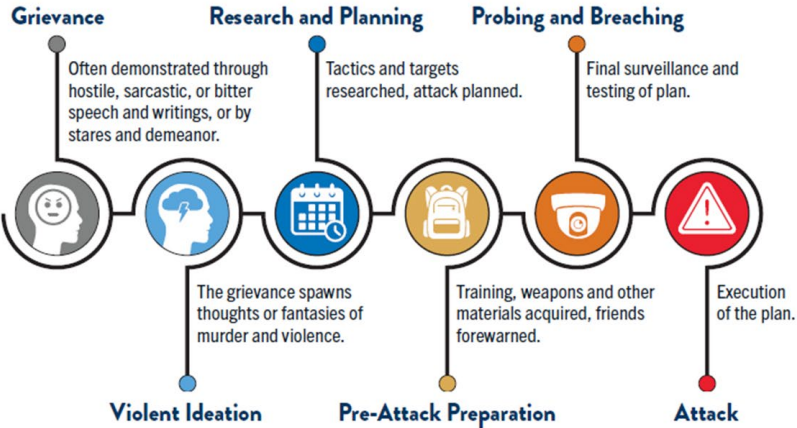 Grievance
Often demonstrated through
hostile, sarcastic, or bitter
speech and writings, or by
stares and demeanor.
Violent Ideation
The grievance spawns
thoughts or fantasies of
murder and violence.
Research and Planning
Tactics and targets
researched, attack planned.
Pre-Attack Preparation
Training, weapons and other
materials acquired, friends
forewarned.
Probing and Breaching
Final surveillance and
testing of plan.
Attack
Execution
of the plan.